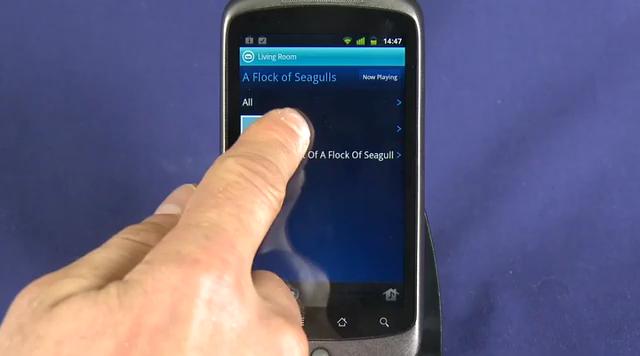 14:47
Living Room
A Flock of Seagulls
Now Playing
All
Of A Flock Of Seagull